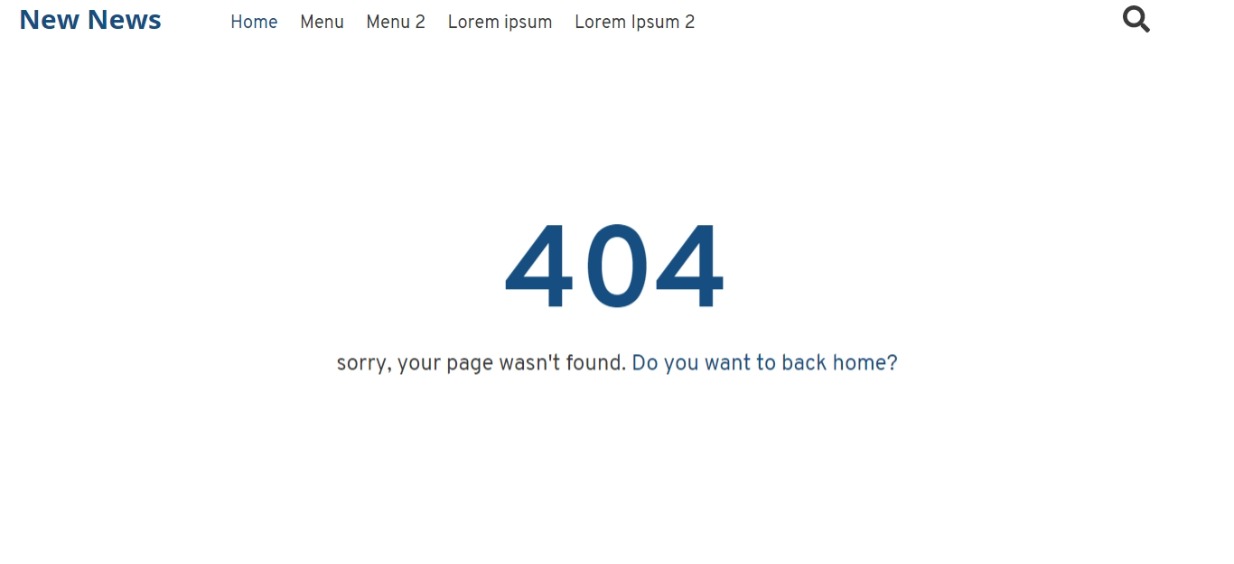 New News Home Menu Menu 2 Lorem ipsum Lorem Ipsum 2
404
sorry, your page wasn't found. Do you want to back home?